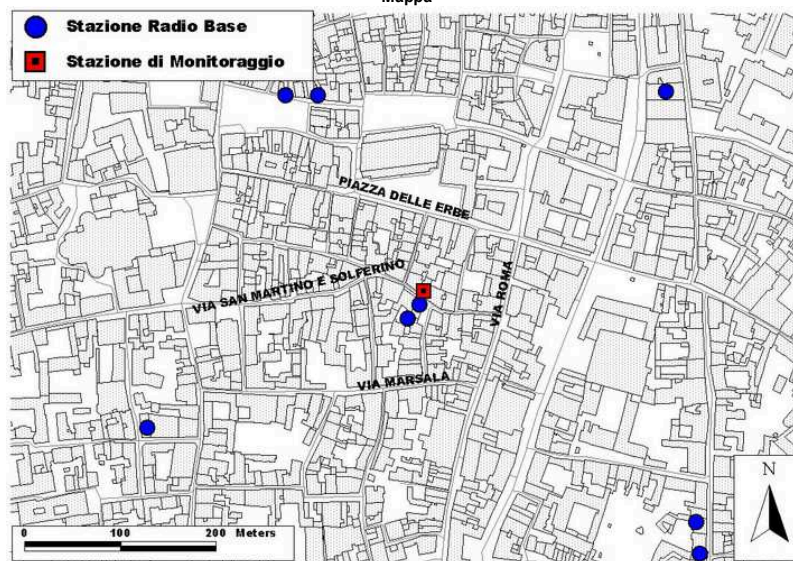 Mappa
Stazione Radio Base
Stazione di Monitoraggio
PIAZZA DELLE ERBE
VIA SAN MARTINO E SOLFERINO
VIA ROMA
VIA MARSALA
N
0 100 200 Meters